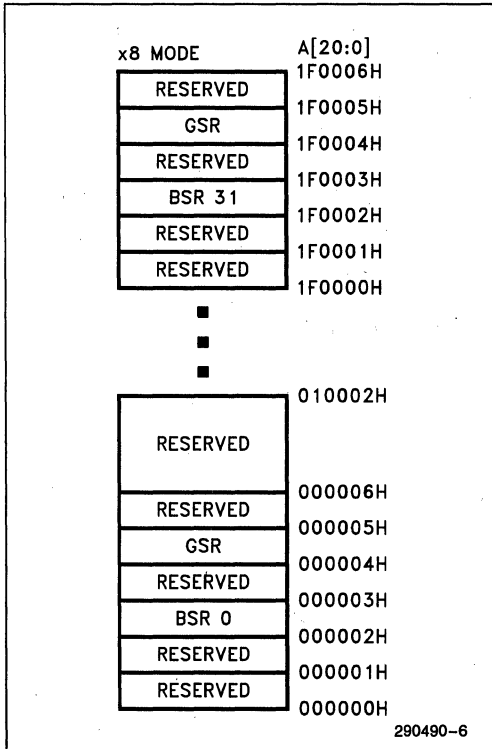 x8 MODE A[20:0]
1F0006H
RESERVED
1F0005H
GSR
1F0004H
RESERVED
1F0003H
BSR 31
1F0002H
RESERVED
1F0001H
RESERVED
1F0000H
010002H
RESERVED
000006H
RESERVED
000005H
GSR
000004H
RESERVED
000003H
BSR 0
000002H
RESERVED
000001H
RESERVED
000000H
290490-6